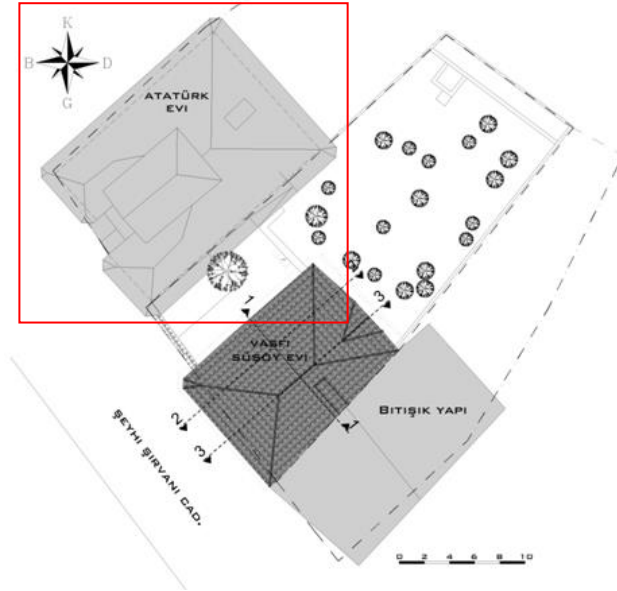 K
B D
G
ATATÜRK
EVI
1
2
3
VASFI
SÜSOY EVI
2
3
1
BITIŞIK YAPI
ŞEYHI ŞIRVANI CAD.
0 2 4 6 8 10